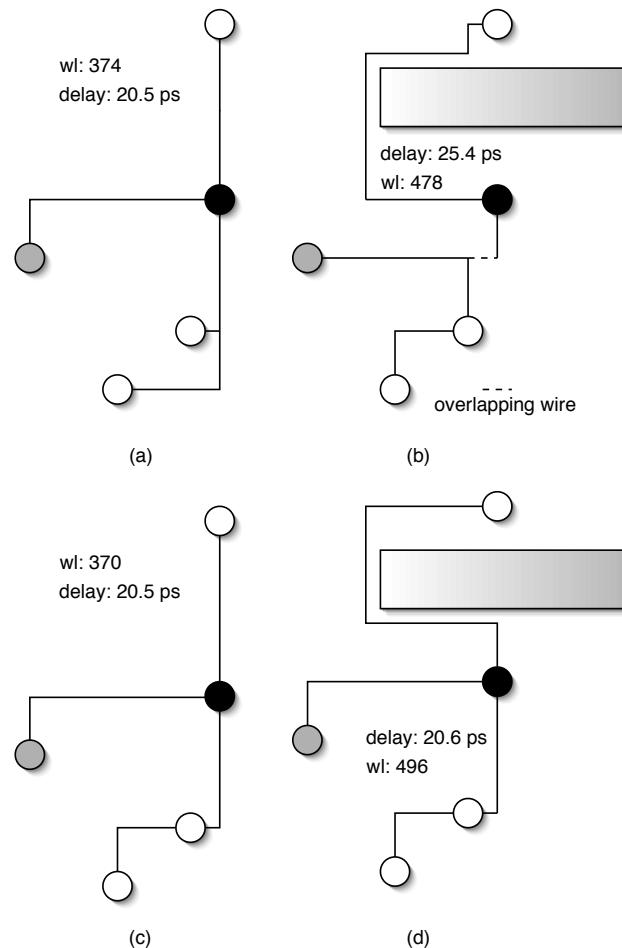 wl: 374
delay: 20.5 ps
delay: 25.4 ps
wl: 478
overlapping wire
(a)
(b)
wl: 370
delay: 20.5 ps
delay: 20.6 ps
wl: 496
(c)
(d)